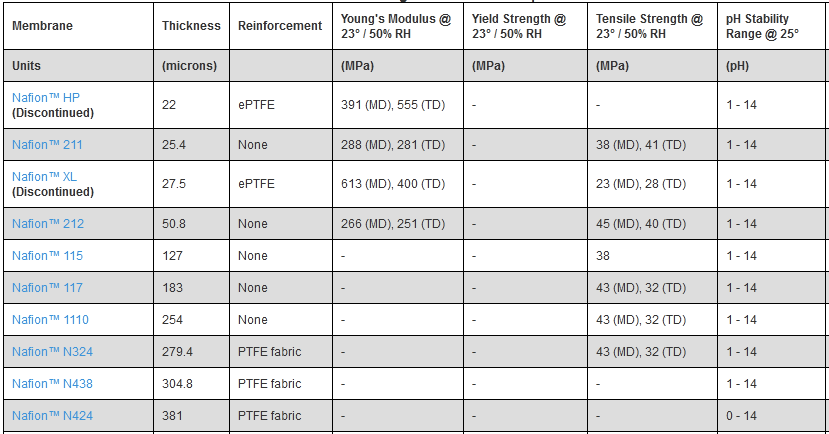 Membrane Thickness Reinforcement Young's Modulus @ 23° / 50% RH Yield Strength @ 23° / 50% RH Tensile Strength @ 23° / 50% RH pH Stability Range @ 25°
Units (microns) (MPa) (MPa) (MPa) (pH)
Nafion™ HP (Discontinued) 22 ePTFE 391 (MD), 555 (TD) - - 1 - 14
Nafion™ 211 25.4 None 288 (MD), 281 (TD) - 38 (MD), 41 (TD) 1 - 14
Nafion™ XL (Discontinued) 27.5 ePTFE 613 (MD), 400 (TD) - 23 (MD), 28 (TD) 1 - 14
Nafion™ 212 50.8 None 266 (MD), 251 (TD) - 45 (MD), 40 (TD) 1 - 14
Nafion™ 115 127 None - - 38 1 - 14
Nafion™ 117 183 None - - 43 (MD), 32 (TD) 1 - 14
Nafion™ 1110 254 None - - 43 (MD), 32 (TD) 1 - 14
Nafion™ N324 279.4 PTFE fabric - - 43 (MD), 32 (TD) 1 - 14
Nafion™ N438 304.8 PTFE fabric - - - 1 - 14
Nafion™ N424 381 PTFE fabric - - - 0 - 14